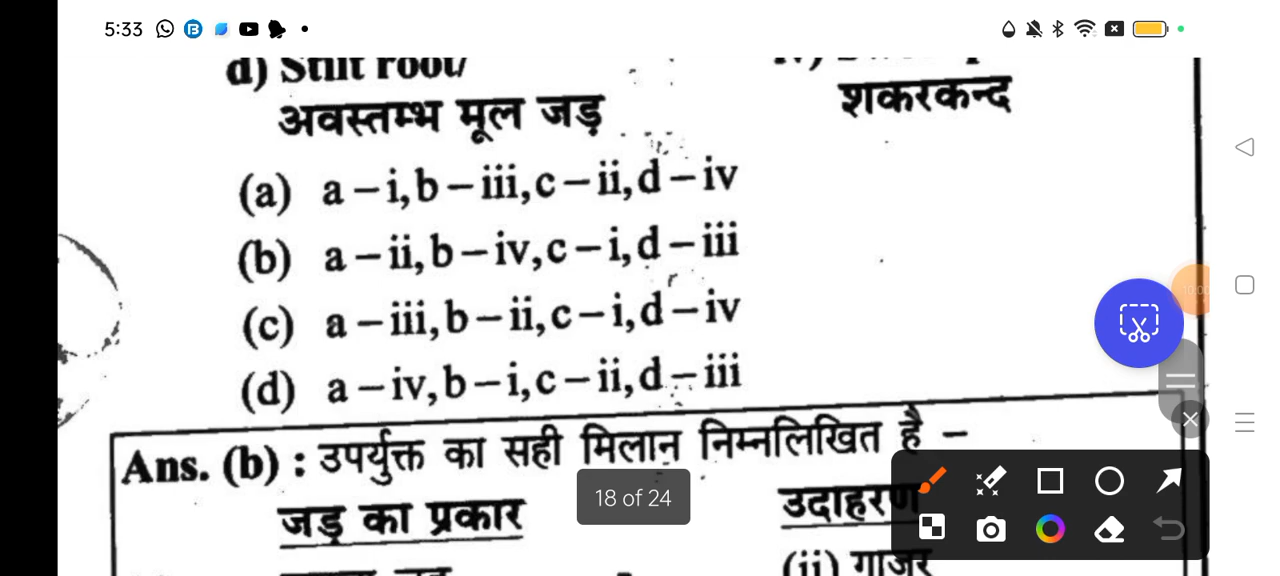 5:33
d) Stilt root/
अवस्तम्भ मूल जड़
शकरकन्द
(a) a – i, b – iii, c – ii, d – iv
(b) a – ii, b – iv, c – i, d – iii
(c) a – iii, b – ii, c – i, d – iv
(d) a – iv, b – i, c – ii, d – iii
Ans. (b) : उपर्युक्त का सही मिलान निम्नलिखित है –
जड़ का प्रकार
उदाहरण
(ii) गाजर
18 of 24